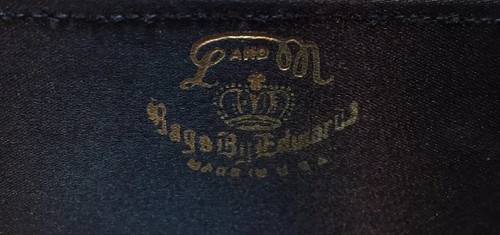 L AND M
Bags By Edwards
MADE IN U.S.A.